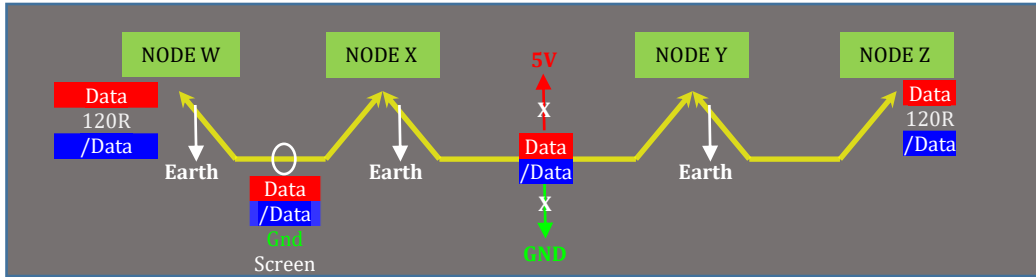 NODE W
NODE X
NODE Y
NODE Z
5V
Data
120R
/Data
X
Data
120R
/Data
Earth
Earth
Data
/Data
Earth
Data
/Data
Gnd
Screen
X
GND